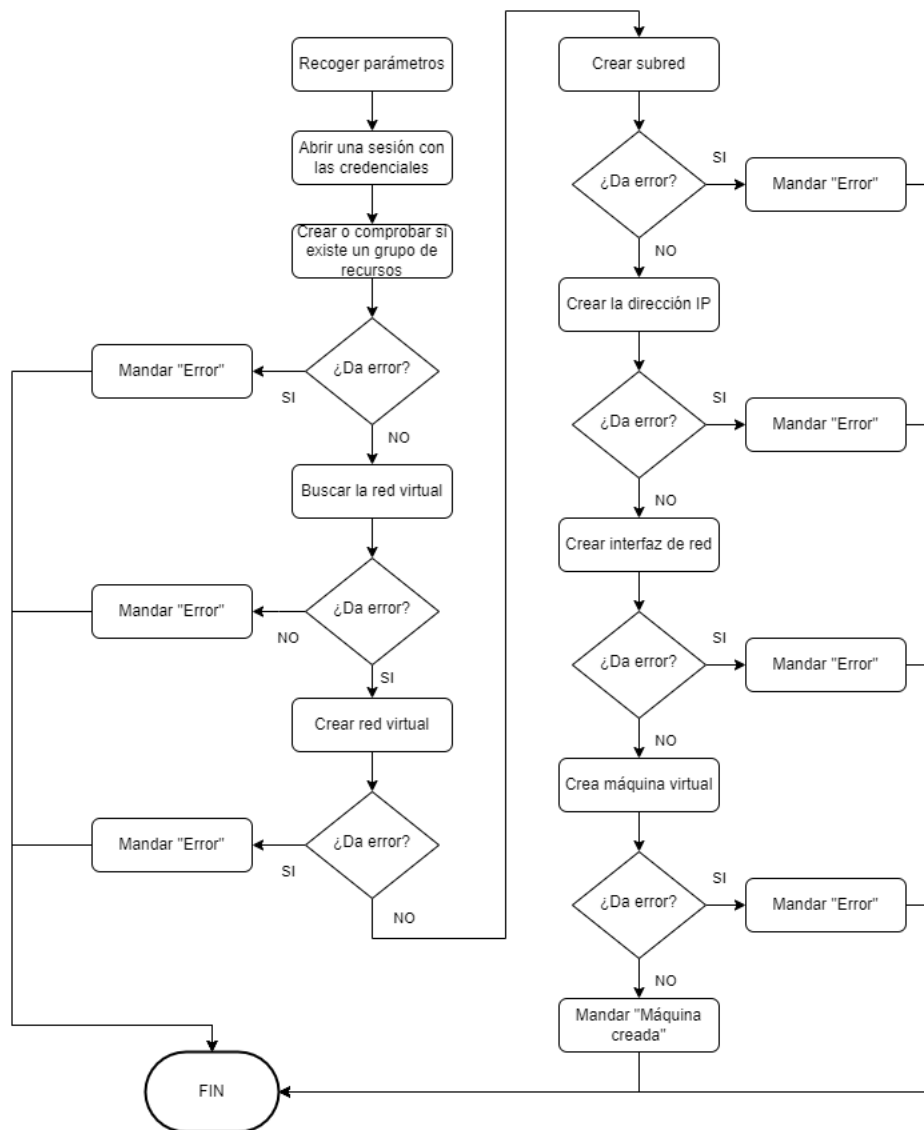 Recoger parámetros
Abrir una sesión con
las credenciales
Crear o comprobar si
existe un grupo de
recursos
¿Da error?
SI
Mandar "Error"
NO
Buscar la red virtual
¿Da error?
NO
Mandar "Error"
SI
Crear red virtual
¿Da error?
SI
Mandar "Error"
NO
Crear subred
¿Da error?
SI
Mandar "Error"
NO
Crear la dirección IP
¿Da error?
SI
Mandar "Error"
NO
Crear interfaz de red
¿Da error?
SI
Mandar "Error"
NO
Crea máquina virtual
¿Da error?
SI
Mandar "Error"
NO
Mandar "Máquina
creada"
FIN